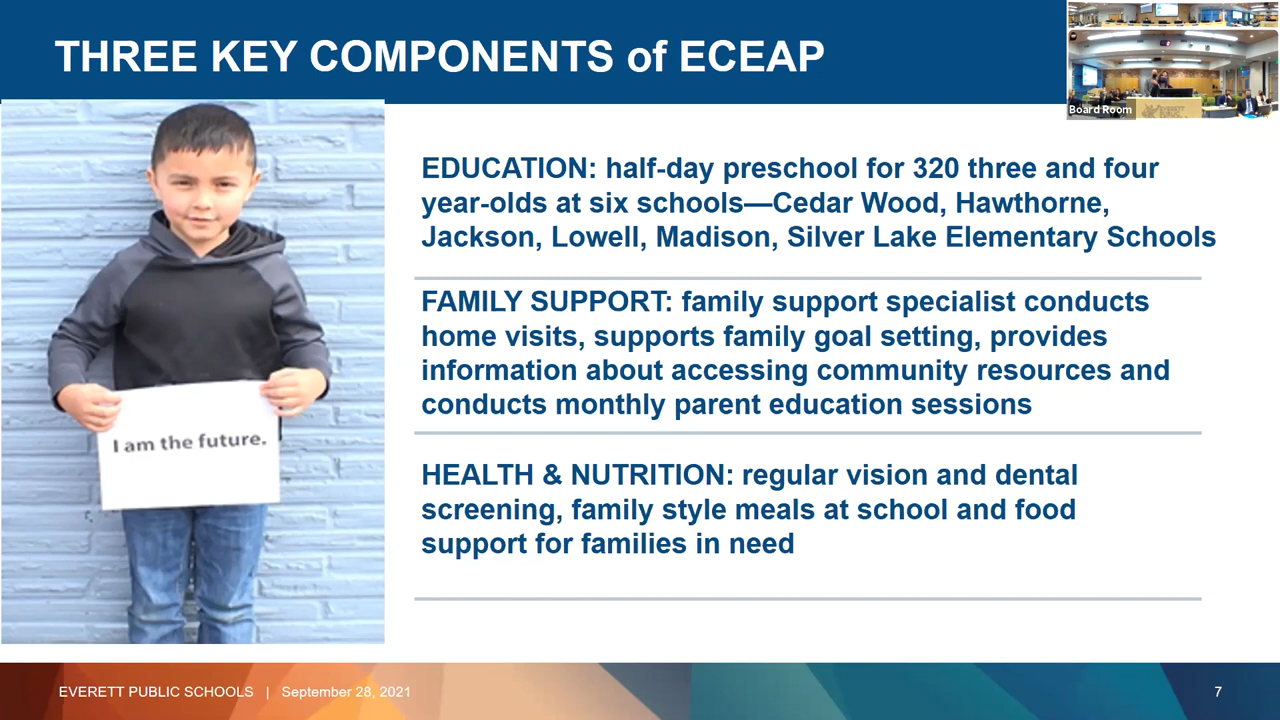 THREE KEY COMPONENTS of ECEAP
Board Room
EDUCATION: half-day preschool for 320 three and four
year-olds at six schools—Cedar Wood, Hawthorne,
Jackson, Lowell, Madison, Silver Lake Elementary Schools
FAMILY SUPPORT: family support specialist conducts
home visits, supports family goal setting, provides
information about accessing community resources and
conducts monthly parent education sessions
HEALTH & NUTRITION: regular vision and dental
screening, family style meals at school and food
support for families in need
I am the future.
EVERETT PUBLIC SCHOOLS | September 28, 2021
7